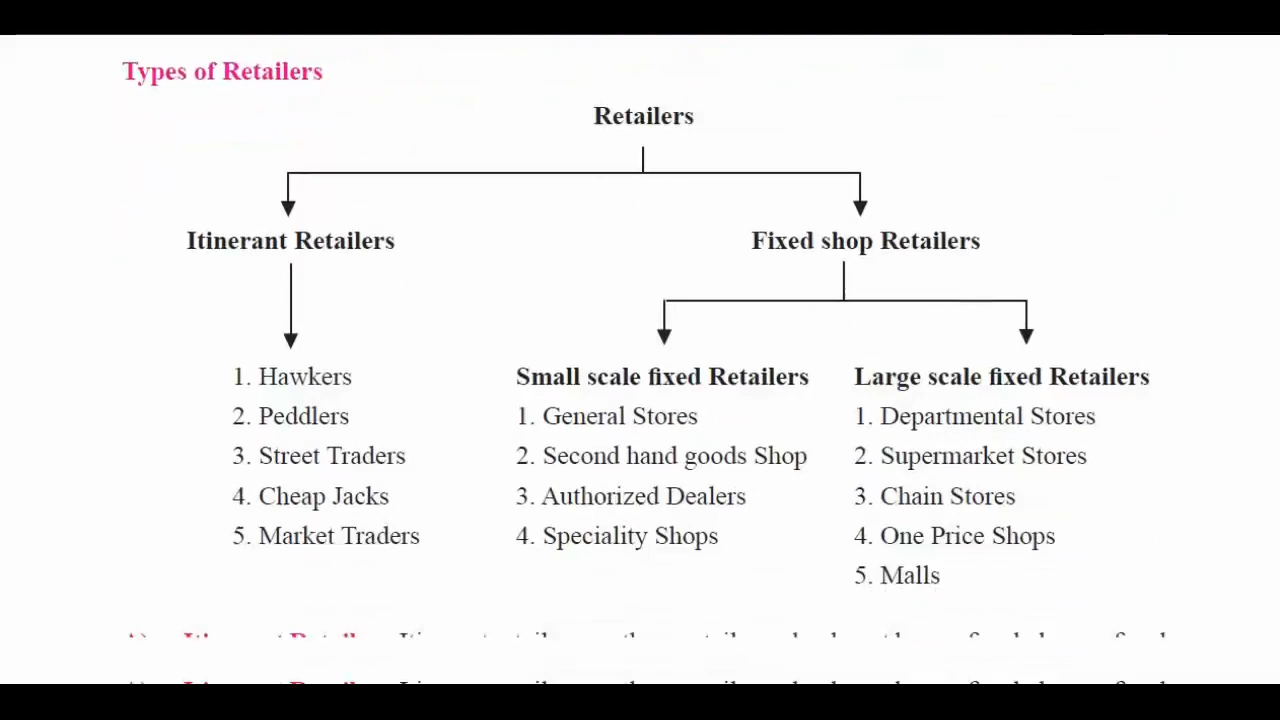 Types of Retailers
Retailers
Itinerant Retailers
Fixed shop Retailers
1. Hawkers
2. Peddlers
3. Street Traders
4. Cheap Jacks
5. Market Traders
Small scale fixed Retailers
1. General Stores
2. Second hand goods Shop
3. Authorized Dealers
4. Speciality Shops
Large scale fixed Retailers
1. Departmental Stores
2. Supermarket Stores
3. Chain Stores
4. One Price Shops
5. Malls